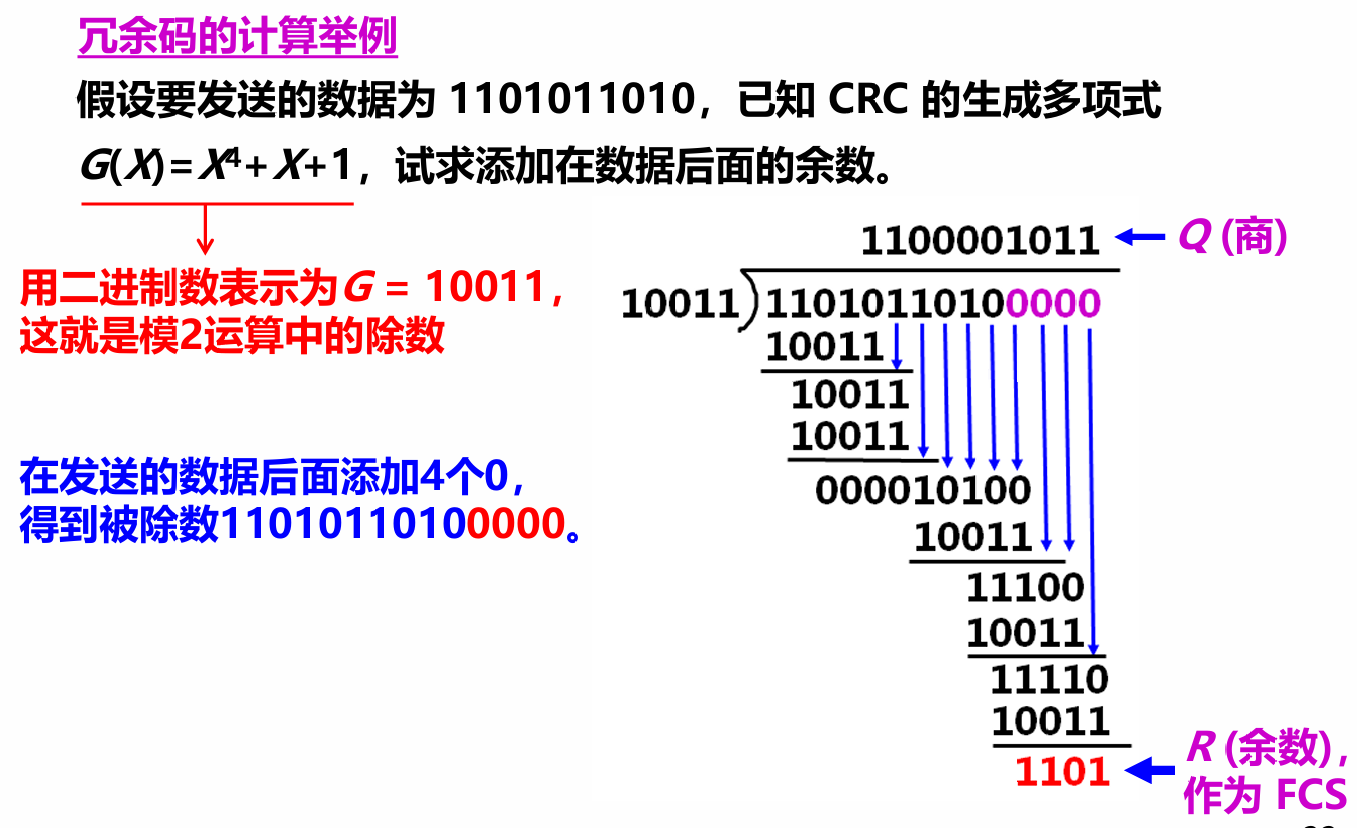 冗余码的计算举例
假设要发送的数据为 1101011010，已知 CRC 的生成多项式
G(X)=X⁴+X+1，试求添加在数据后面的余数。
用二进制数表示为G = 10011，
这就是模2运算中的除数
在发送的数据后面添加4个0，
得到被除数11010110100000。
1100001011 Q (商)
10011)11010110100000
10011
10011
10011
000010100
10011
11100
10011
11110
10011
1101 R (余数)，
作为 FCS